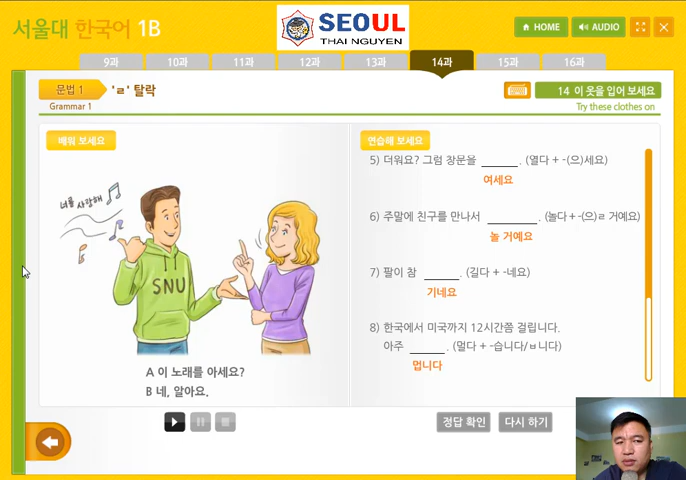 서울대 한국어 1B
SEOUL
THAI NGUYEN
HOME
AUDIO
9과
10과
11과
12과
13과
14과
15과
16과
문법 1
'ㄹ' 탈락
Grammar 1
14 이 옷을 입어 보세요
Try these clothes on
배워 보세요
너를 사랑해
SNU
A 이 노래를 아세요?
B 네, 알아요.
연습해 보세요
5) 더워요? 그럼 창문을 ______. (열다 + -(으)세요)
여세요
6) 주말에 친구를 만나서 ________. (놀다 + -(으)ㄹ 거예요)
놀 거예요
7) 팔이 참 ______. (길다 + -네요)
기네요
8) 한국에서 미국까지 12시간쯤 걸립니다.
아주 ______. (멀다 + -습니다/ㅂ니다)
멉니다
정답 확인
다시 하기